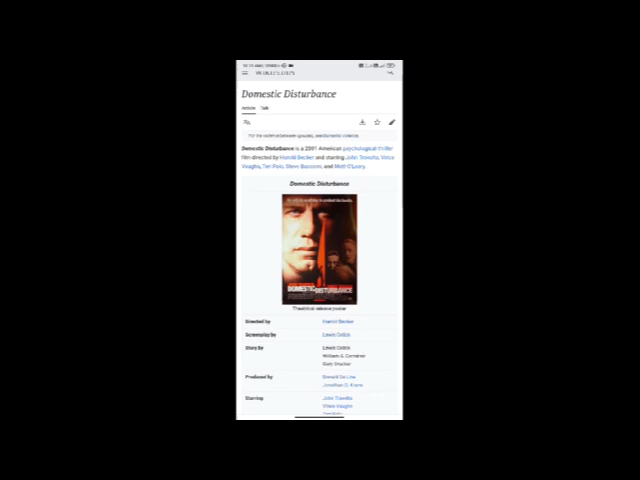 Domestic Disturbance
Article Talk
Domestic Disturbance is a 2001 American psychological thriller
film directed by Harold Becker and starring John Travolta, Vince
Vaughn, Teri Polo, Steve Buscemi, and Matt O'Leary.
Domestic Disturbance
DOMESTIC DISTURBANCE
Theatrical release poster
Directed by Harold Becker
Screenplay by Lewis Colick
Story by Lewis Colick
William S. Comanor
Gary Drucker
Produced by Donald De Line
Jonathan D. Krane
Starring John Travolta
Vince Vaughn